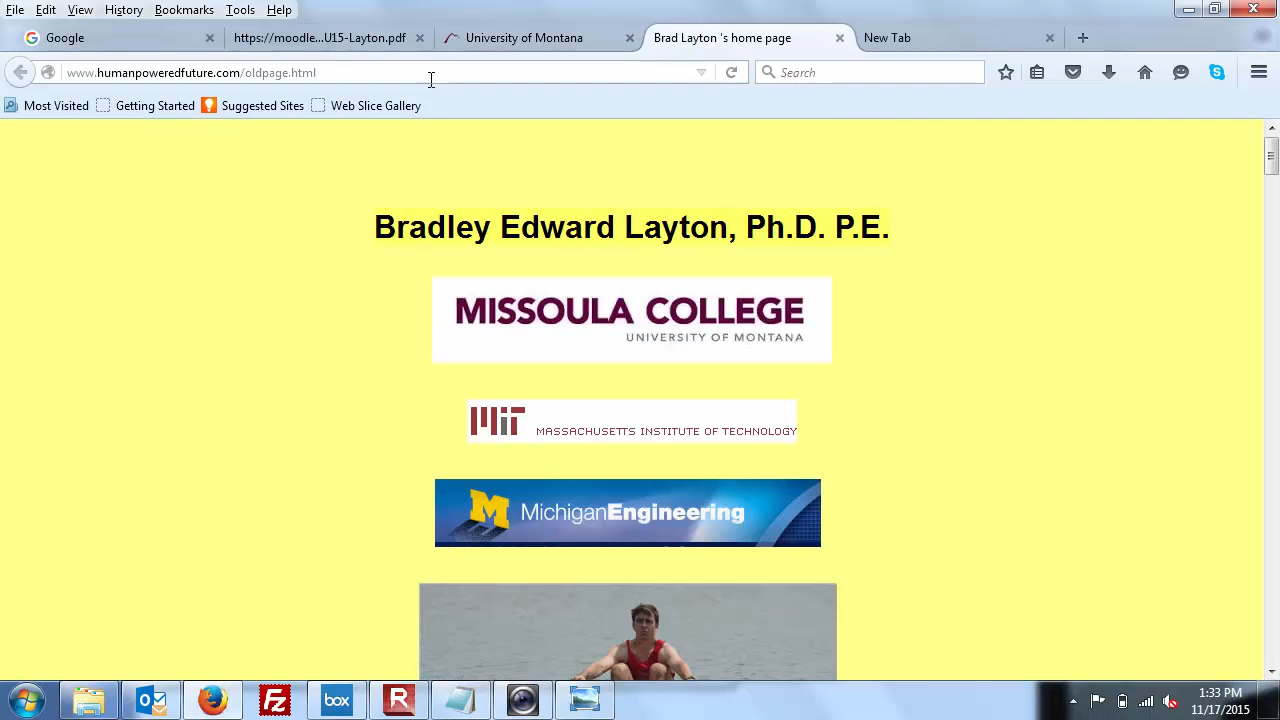 File Edit View History Bookmarks Tools Help
Google
https://moodle...U15-Layton.pdf
University of Montana
Brad Layton 's home page
New Tab
www.humanpoweredfuture.com/oldpage.html
Search
Most Visited
Getting Started
Suggested Sites
Web Slice Gallery
Bradley Edward Layton, Ph.D. P.E.
MISSOULA COLLEGE
UNIVERSITY OF MONTANA
MIT MASSACHUSETTS INSTITUTE OF TECHNOLOGY
M MichiganEngineering
Fz
box
R
1:33 PM
11/17/2015